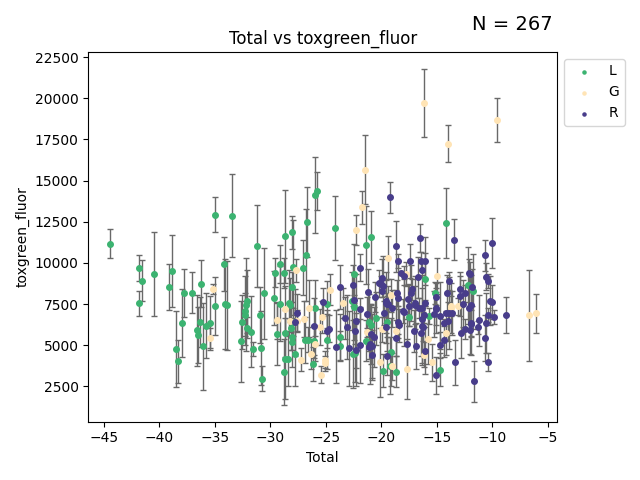 N = 267
Total vs toxgreen_fluor
22500
20000
17500
15000
12500
10000
7500
5000
2500
toxgreen_fluor
−45 −40 −35 −30 −25 −20 −15 −10 −5
Total
L
G
R